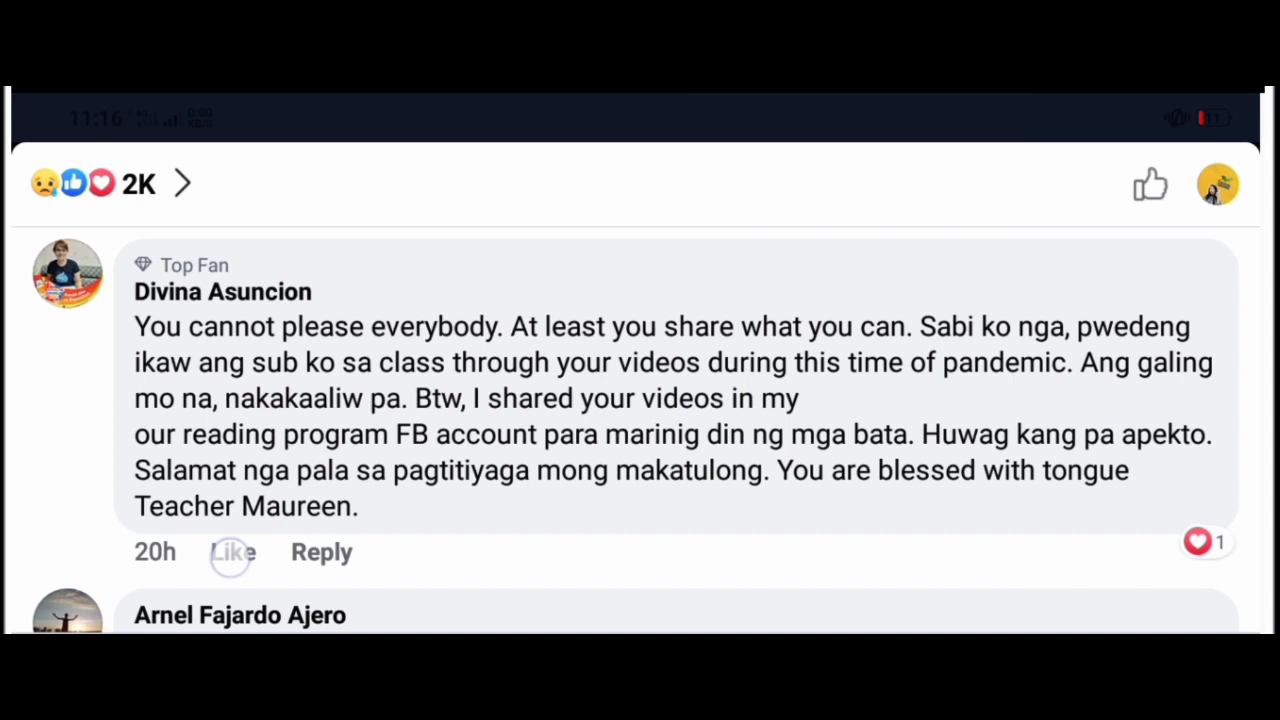 11:16
2K
Top Fan
Divina Asuncion
You cannot please everybody. At least you share what you can. Sabi ko nga, pwedeng
ikaw ang sub ko sa class through your videos during this time of pandemic. Ang galing
mo na, nakakaaliw pa. Btw, I shared your videos in my
our reading program FB account para marinig din ng mga bata. Huwag kang pa apekto.
Salamat nga pala sa pagtitiyaga mong makatulong. You are blessed with tongue
Teacher Maureen.
20h Like Reply
1
Arnel Fajardo Ajero